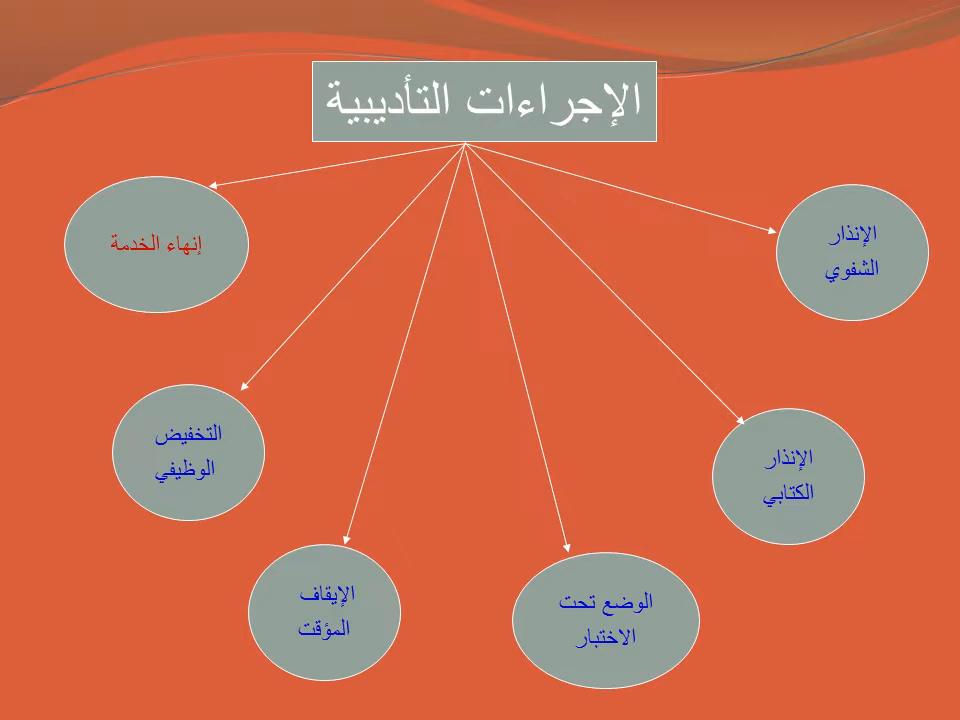 الإجراءات التأديبية
الإنذار
الشفوي
الإنذار
الكتابي
الوضع تحت
الاختبار
الإيقاف
المؤقت
التخفيض
الوظيفي
إنهاء الخدمة